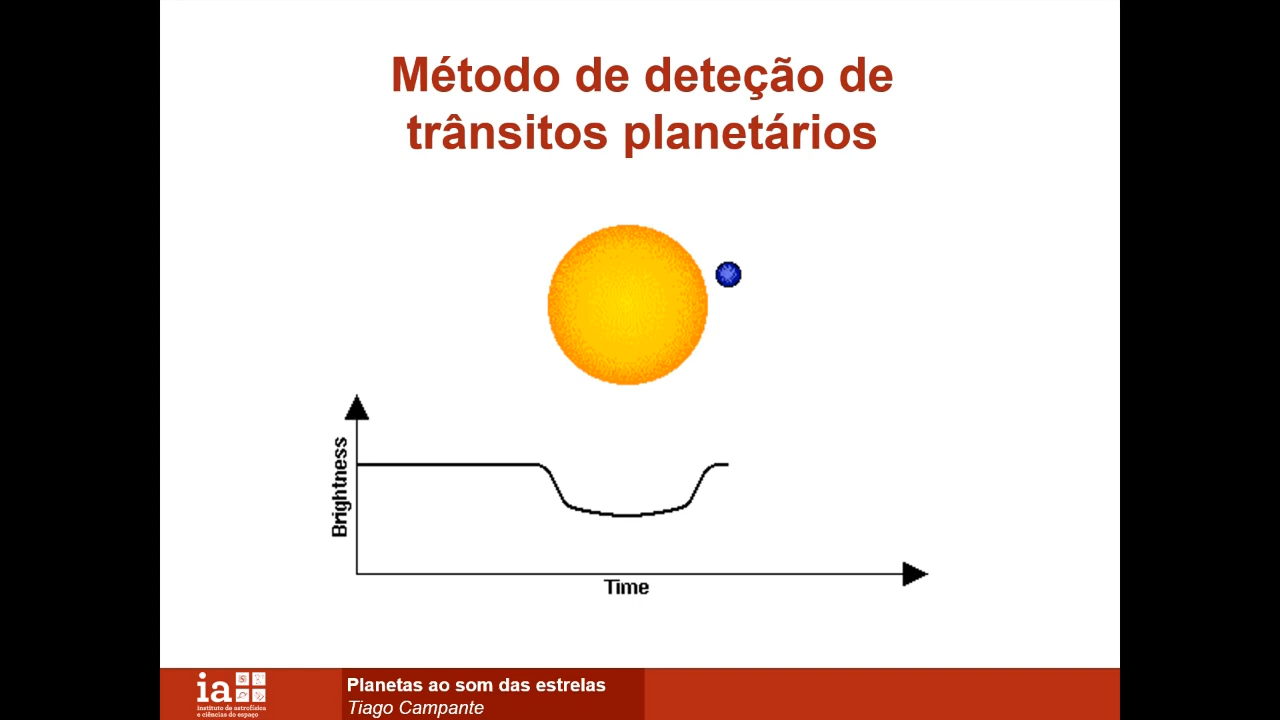 Método de deteção de
trânsitos planetários
Brightness
Time
ia
instituto de astrofísica
e ciências do espaço
Planetas ao som das estrelas
Tiago Campante